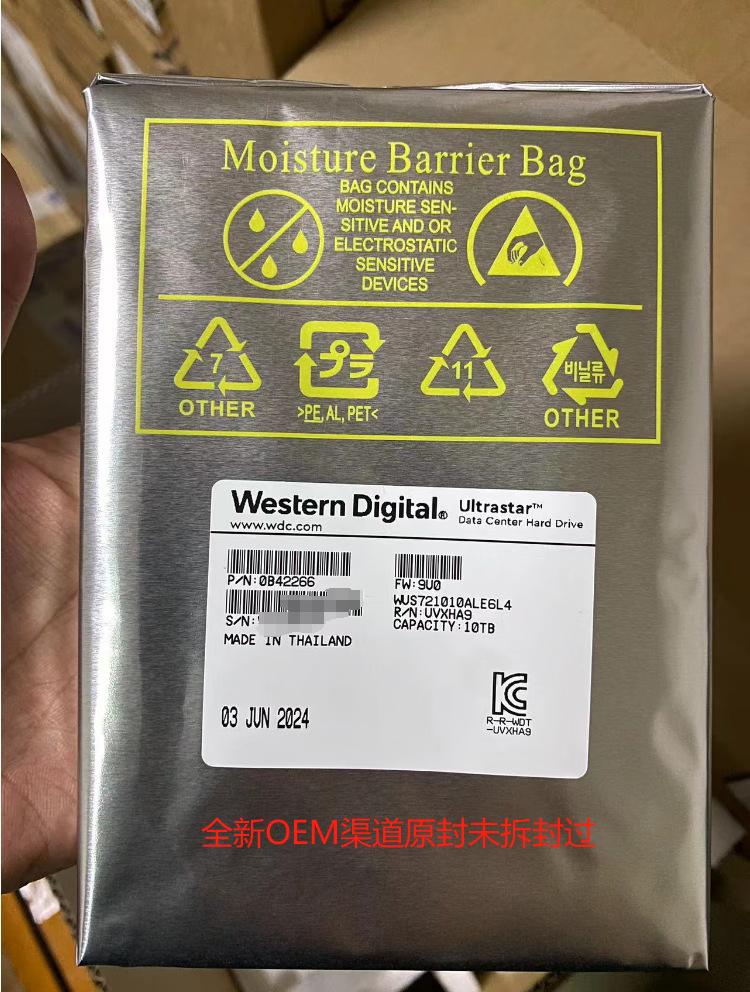 Moisture Barrier Bag
BAG CONTAINS
MOISTURE SEN-
SITIVE AND OR
ELECTROSTATIC
SENSITIVE
DEVICES
7
OTHER
プラ
>PE, AL, PET<
11
비닐류
OTHER
Western Digital® Ultrastar™
www.wdc.com Data Center Hard Drive
P/N:0B42266
FW:9U0
WUS721010ALE6L4
S/N:
R/N:UVXHA9
CAPACITY:10TB
MADE IN THAILAND
03 JUN 2024
R-R-WDT
-UVXHA9
全新OEM渠道原封未拆封过